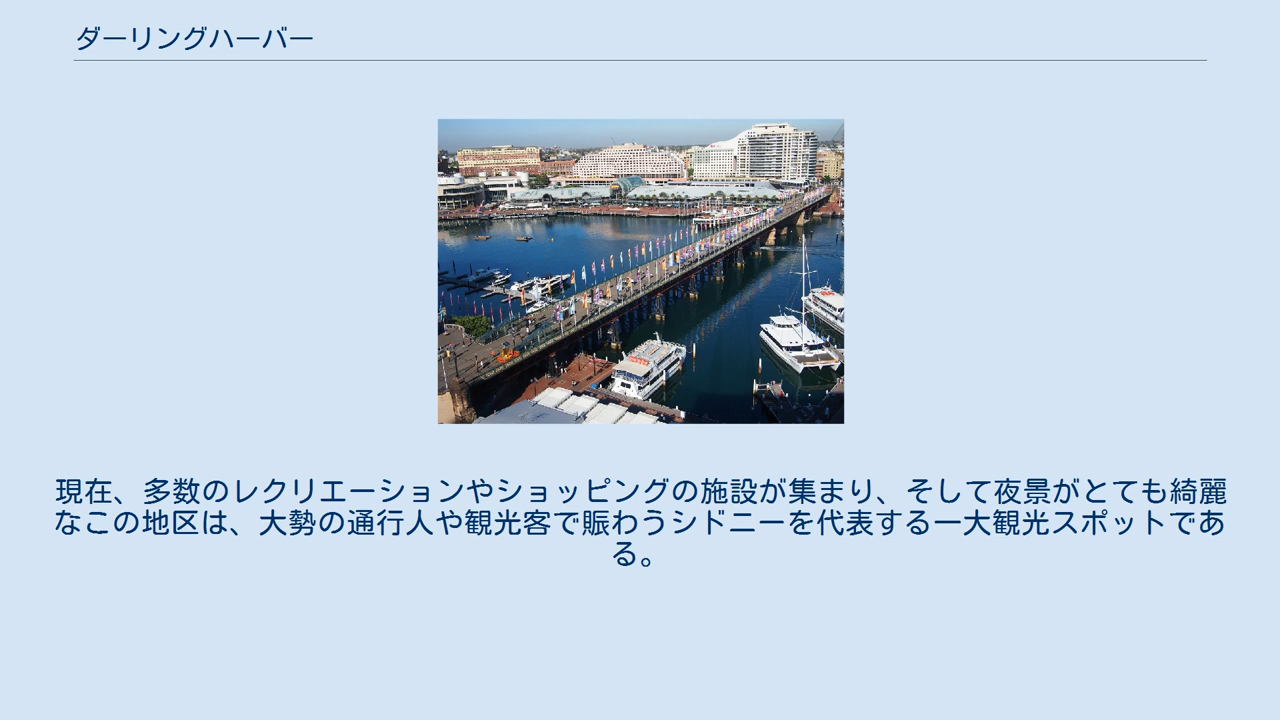 ダーリングハーバー
現在、多数のレクリエーションやショッピングの施設が集まり、そして夜景がとても綺麗
なこの地区は、大勢の通行人や観光客で賑わうシドニーを代表する一大観光スポットであ
る。